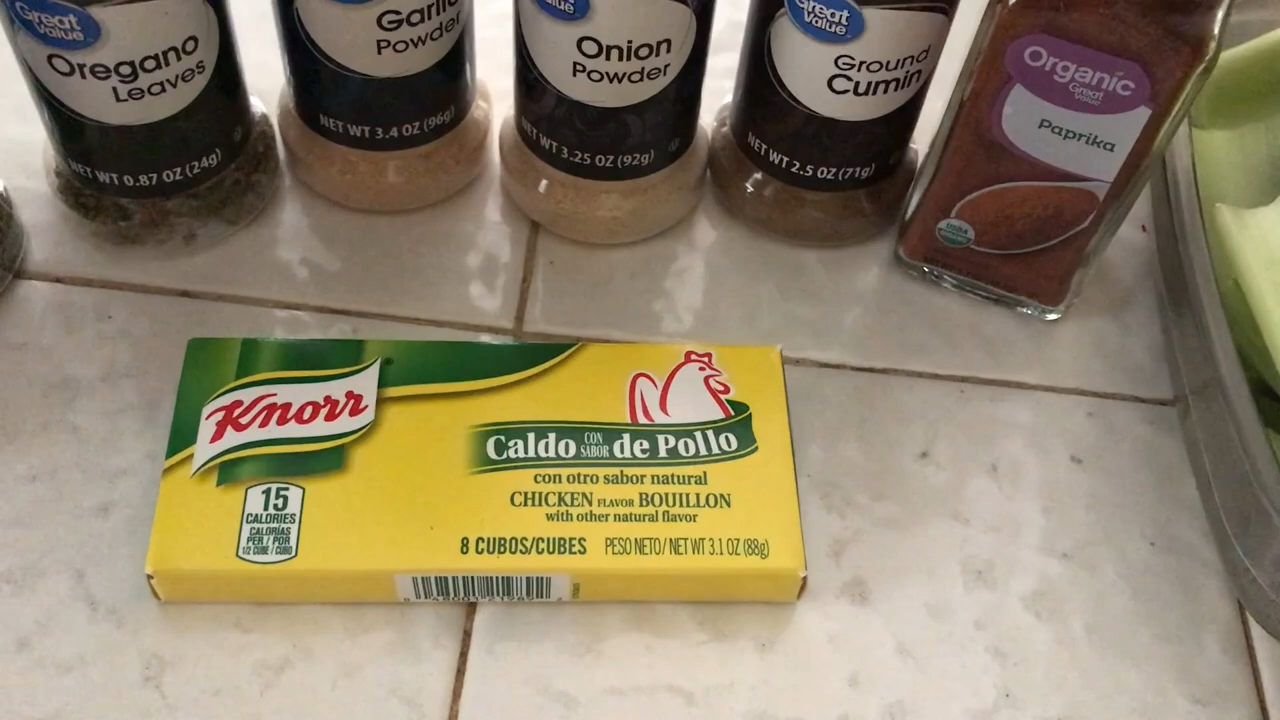 Great
Value
Oregano
Leaves
NET WT 0.87 OZ (24g)
Garlic
Powder
NET WT 3.4 OZ (96g)
Value
Onion
Powder
NET WT 3.25 OZ (92g)
Great
Value
Ground
Cumin
NET WT 2.5 OZ (71g)
Organic
Great
Value
Paprika
USDA
ORGANIC
Knorr
Caldo CON SABOR de Pollo
con otro sabor natural
CHICKEN FLAVOR BOUILLON
with other natural flavor
8 CUBOS/CUBES PESO NETO/NET WT 3.1 OZ (88g)
15
CALORIES
CALORÍAS
PER / POR
1/2 CUBE / CUBO